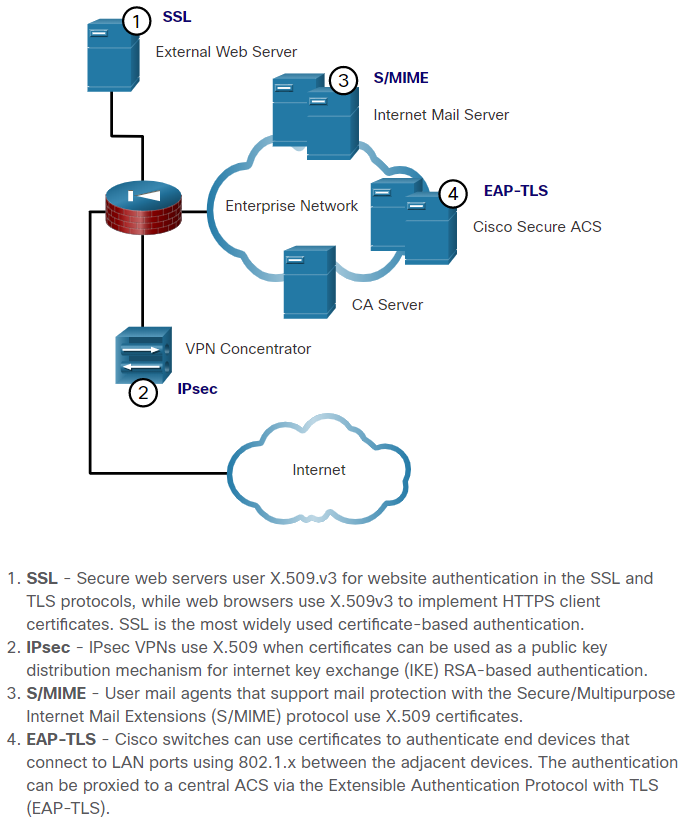 1 SSL
External Web Server
3 S/MIME
Internet Mail Server
Enterprise Network
4 EAP-TLS
Cisco Secure ACS
CA Server
VPN Concentrator
2 IPsec
Internet
1. SSL - Secure web servers user X.509.v3 for website authentication in the SSL and
TLS protocols, while web browsers use X.509v3 to implement HTTPS client
certificates. SSL is the most widely used certificate-based authentication.
2. IPsec - IPsec VPNs use X.509 when certificates can be used as a public key
distribution mechanism for internet key exchange (IKE) RSA-based authentication.
3. S/MIME - User mail agents that support mail protection with the Secure/Multipurpose
Internet Mail Extensions (S/MIME) protocol use X.509 certificates.
4. EAP-TLS - Cisco switches can use certificates to authenticate end devices that
connect to LAN ports using 802.1.x between the adjacent devices. The authentication
can be proxied to a central ACS via the Extensible Authentication Protocol with TLS
(EAP-TLS).